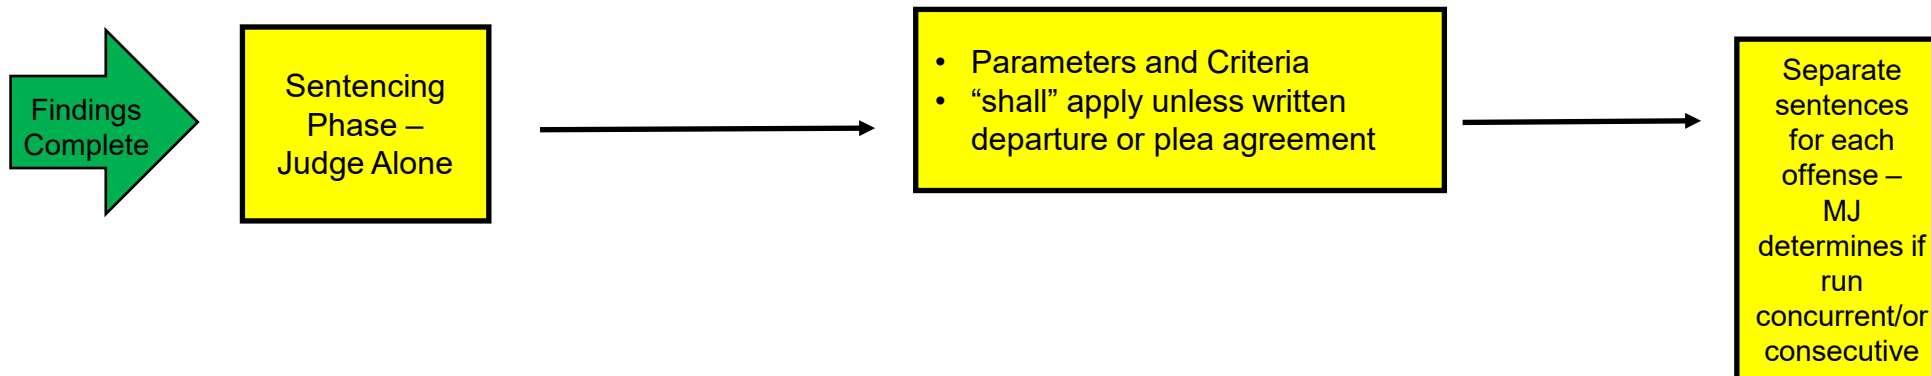 Findings
Complete
Sentencing
Phase –
Judge Alone
• Parameters and Criteria
• “shall” apply unless written
departure or plea agreement
Separate
sentences
for each
offense –
MJ
determines if
run
concurrent/or
consecutive